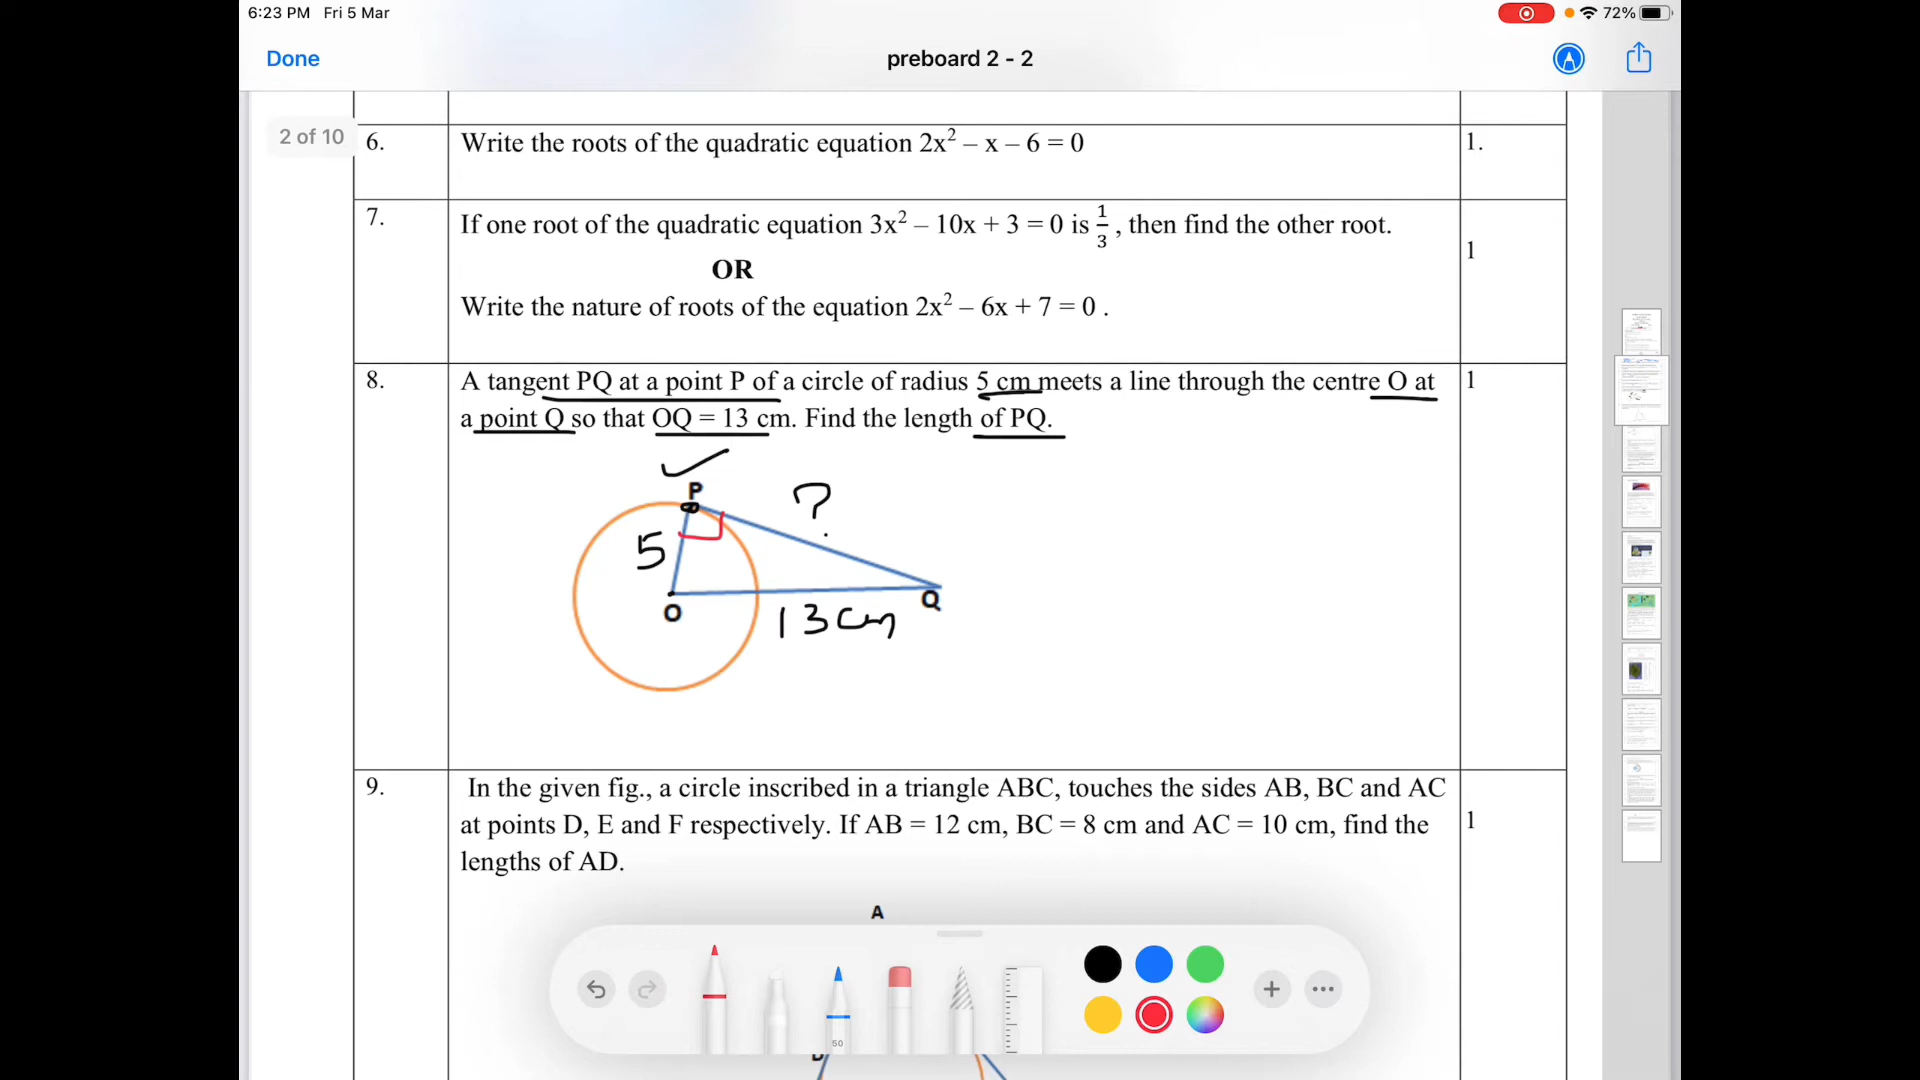 6:23 PM Fri 5 Mar
72%
Done
preboard 2 - 2
2 of 10
6.
Write the roots of the quadratic equation 2x² – x – 6 = 0
1.
7.
If one root of the quadratic equation 3x² – 10x + 3 = 0 is 1/3 , then find the other root.
1
OR
Write the nature of roots of the equation 2x² – 6x + 7 = 0 .
8.
A tangent PQ at a point P of a circle of radius 5 cm meets a line through the centre O at
1
a point Q so that OQ = 13 cm. Find the length of PQ.
P
?
5
O
Q
13cm
9.
In the given fig., a circle inscribed in a triangle ABC, touches the sides AB, BC and AC
at points D, E and F respectively. If AB = 12 cm, BC = 8 cm and AC = 10 cm, find the
1
lengths of AD.
A
50